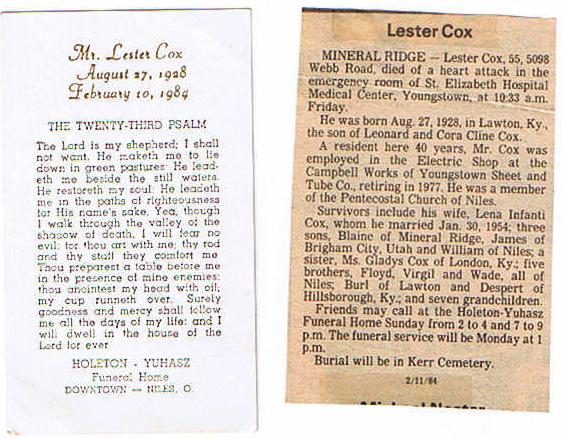 Mr. Lester Cox
August 27, 1928
February 10, 1984
THE TWENTY-THIRD PSALM
The Lord is my shepherd; I shall
not want. He maketh me to lie
down in green pastures: He lead-
eth me beside the still waters.
He restoreth my soul: He leadeth
me in the paths of righteousness
for His name's sake. Yea, though
I walk through the valley of the
shadow of death, I will fear no
evil: for thou art with me; thy rod
and thy staff they comfort me
Thou preparest a table before me
in the presence of mine enemies:
thou anointest my head with oil;
my cup runneth over. Surely
goodness and mercy shall follow
me all the days of my life: and I
will dwell in the house of the
Lord for ever
HOLETON - YUHASZ
Funeral Home
DOWNTOWN — NILES, O.
Lester Cox
MINERAL RIDGE — Lester Cox, 55, 5098
Webb Road, died of a heart attack in the
emergency room of St. Elizabeth Hospital
Medical Center, Youngstown, at 10:33 a.m.
Friday.
He was born Aug. 27, 1928, in Lawton, Ky.,
the son of Leonard and Cora Cline Cox.
A resident here 40 years, Mr. Cox was
employed in the Electric Shop at the
Campbell Works of Youngstown Sheet and
Tube Co., retiring in 1977. He was a member
of the Pentecostal Church of Niles.
Survivors include his wife, Lena Infanti
Cox, whom he married Jan. 30, 1954; three
sons, Blaine of Mineral Ridge, James of
Brigham City, Utah and William of Niles; a
sister, Ms. Gladys Cox of London, Ky.; five
brothers, Floyd, Virgil and Wade, all of
Niles; Burl of Lawton and Despert of
Hillsborough, Ky.; and seven grandchildren.
Friends may call at the Holeton-Yuhasz
Funeral Home Sunday from 2 to 4 and 7 to 9
p.m. The funeral service will be Monday at 1
p.m.
Burial will be in Kerr Cemetery.
2/11/84